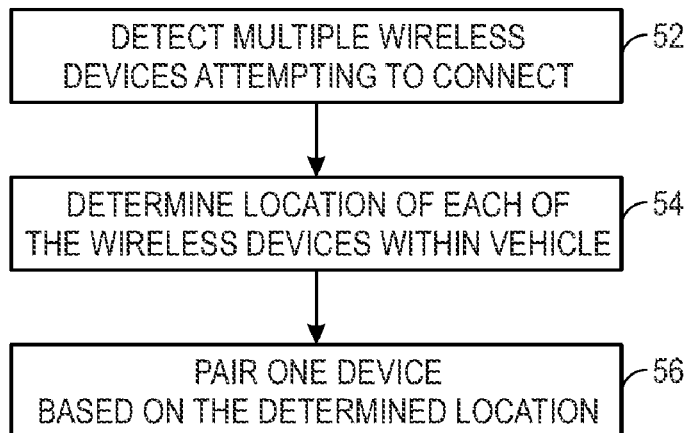 DETECT MULTIPLE WIRELESS
DEVICES ATTEMPTING TO CONNECT
52
DETERMINE LOCATION OF EACH OF
THE WIRELESS DEVICES WITHIN VEHICLE
54
PAIR ONE DEVICE
BASED ON THE DETERMINED LOCATION
56